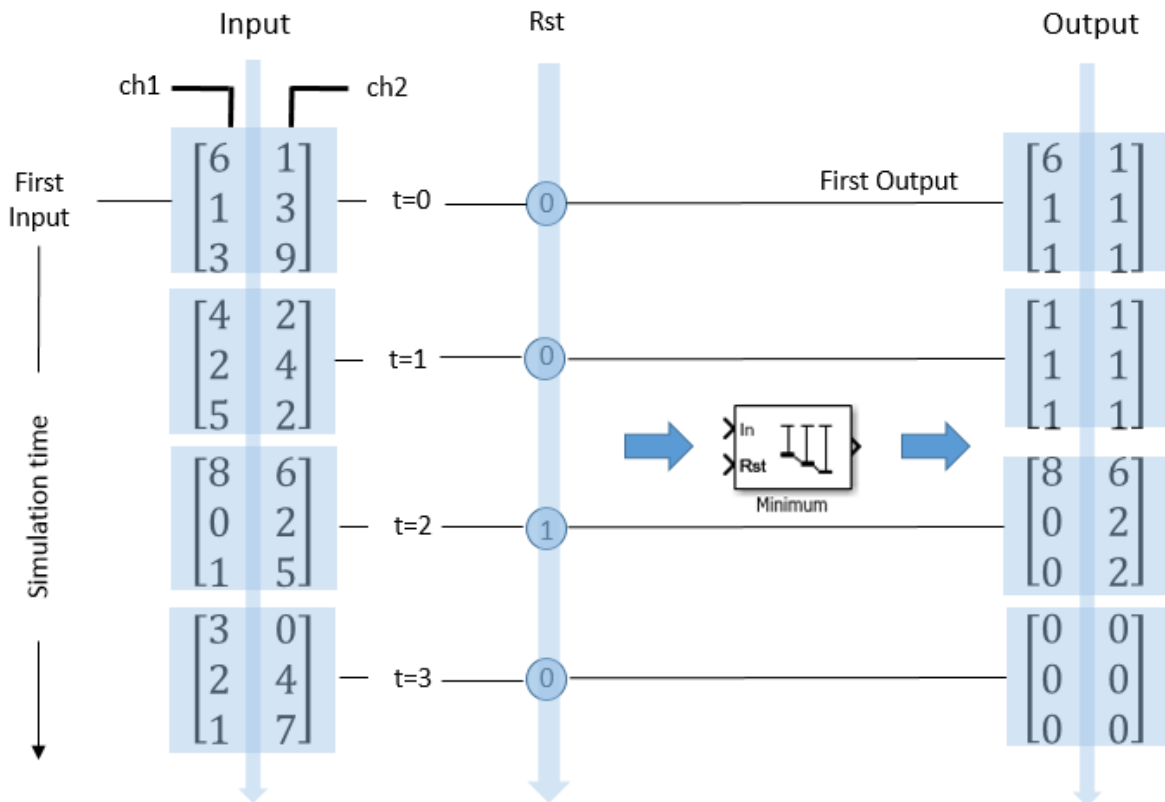 Input Rst Output
ch1 ch2
First Input
First Output
6 1 t=0 0 6 1
1 3 1 1
3 9 1 1
4 2 t=1 0 1 1
2 4 1 1
5 2 1 1
In
Rst
Minimum
8 6 t=2 1 8 6
0 2 0 2
1 5 0 2
3 0 t=3 0 0 0
2 4 0 0
1 7 0 0
Simulation time